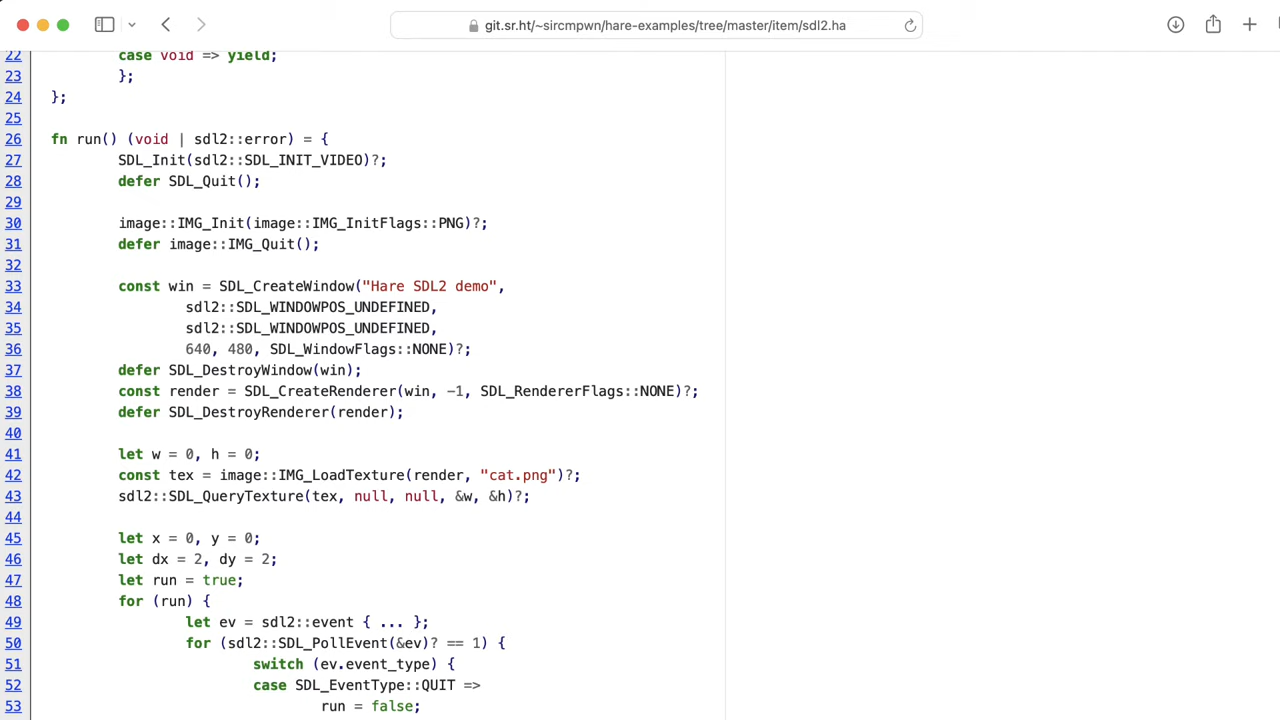 git.sr.ht/~sircmpwn/hare-examples/tree/master/item/sdl2.ha
22 case void => yield;
23 };
24 };
25
26 fn run() (void | sdl2::error) = {
27 SDL_Init(sdl2::SDL_INIT_VIDEO)?;
28 defer SDL_Quit();
29
30 image::IMG_Init(image::IMG_InitFlags::PNG)?;
31 defer image::IMG_Quit();
32
33 const win = SDL_CreateWindow("Hare SDL2 demo",
34 sdl2::SDL_WINDOWPOS_UNDEFINED,
35 sdl2::SDL_WINDOWPOS_UNDEFINED,
36 640, 480, SDL_WindowFlags::NONE)?;
37 defer SDL_DestroyWindow(win);
38 const render = SDL_CreateRenderer(win, -1, SDL_RendererFlags::NONE)?;
39 defer SDL_DestroyRenderer(render);
40
41 let w = 0, h = 0;
42 const tex = image::IMG_LoadTexture(render, "cat.png")?;
43 sdl2::SDL_QueryTexture(tex, null, null, &w, &h)?;
44
45 let x = 0, y = 0;
46 let dx = 2, dy = 2;
47 let run = true;
48 for (run) {
49 let ev = sdl2::event { ... };
50 for (sdl2::SDL_PollEvent(&ev)? == 1) {
51 switch (ev.event_type) {
52 case SDL_EventType::QUIT =>
53 run = false;